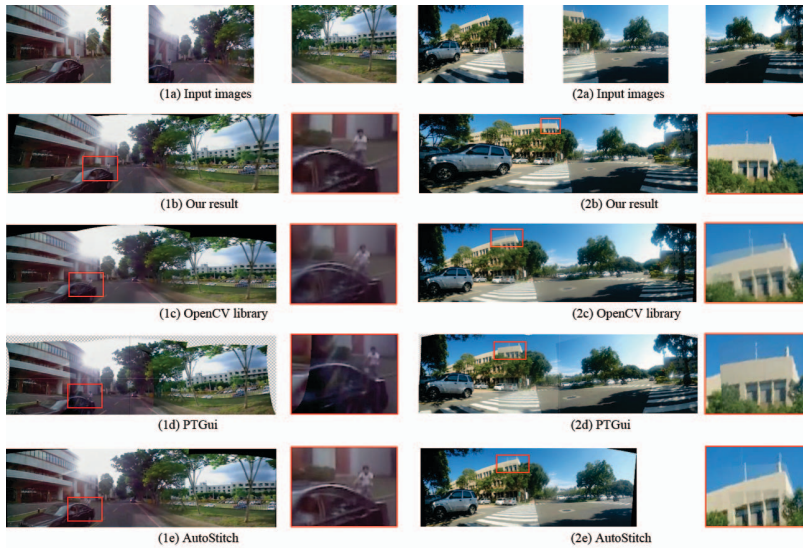 (1a) Input images
(2a) Input images
(1b) Our result
(2b) Our result
(1c) OpenCV library
(2c) OpenCV library
(1d) PTGui
(2d) PTGui
(1e) AutoStitch
(2e) AutoStitch